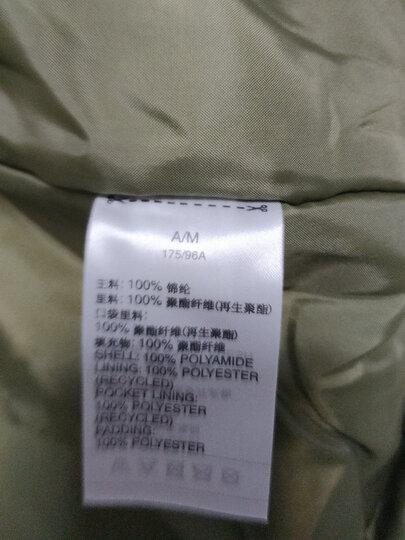 A/M
175/96A
主料: 100% 锦纶
里料: 100% 聚酯纤维(再生聚酯)
口袋里料:
100% 聚酯纤维(再生聚酯)
填充物: 100% 聚酯纤维
SHELL: 100% POLYAMIDE
LINING: 100% POLYESTER
(RECYCLED)
POCKET LINING:
100% POLYESTER
(RECYCLED)
PADDING:
100% POLYESTER